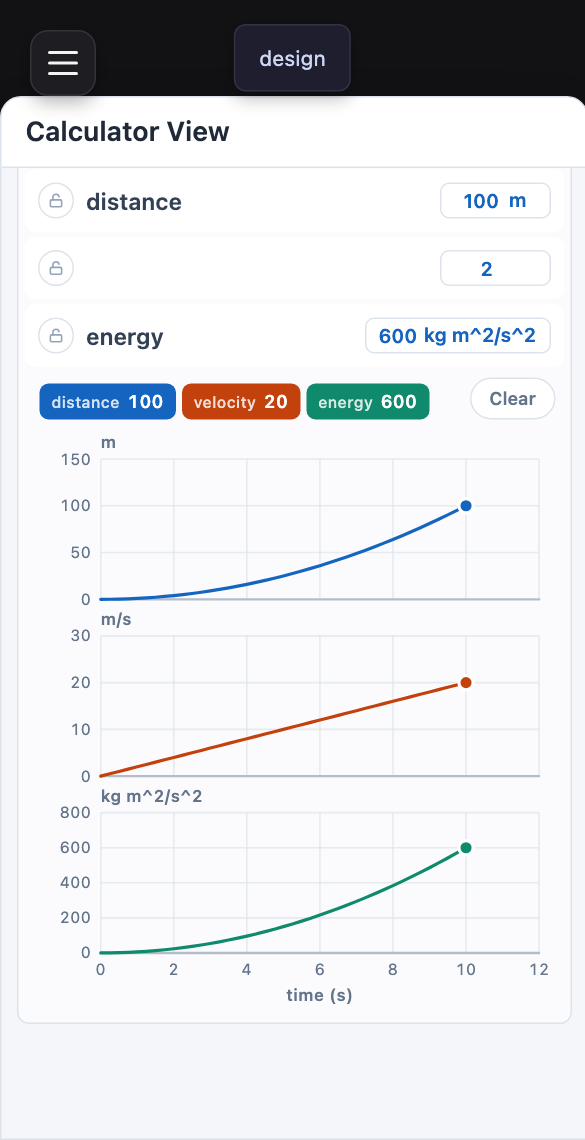 design
Calculator View
distance 100 m
2
energy 600 kg m^2/s^2
distance 100 velocity 20 energy 600 Clear
m
150
100
50
0
m/s
30
20
10
0
kg m^2/s^2
800
600
400
200
0
0 2 4 6 8 10 12
time (s)